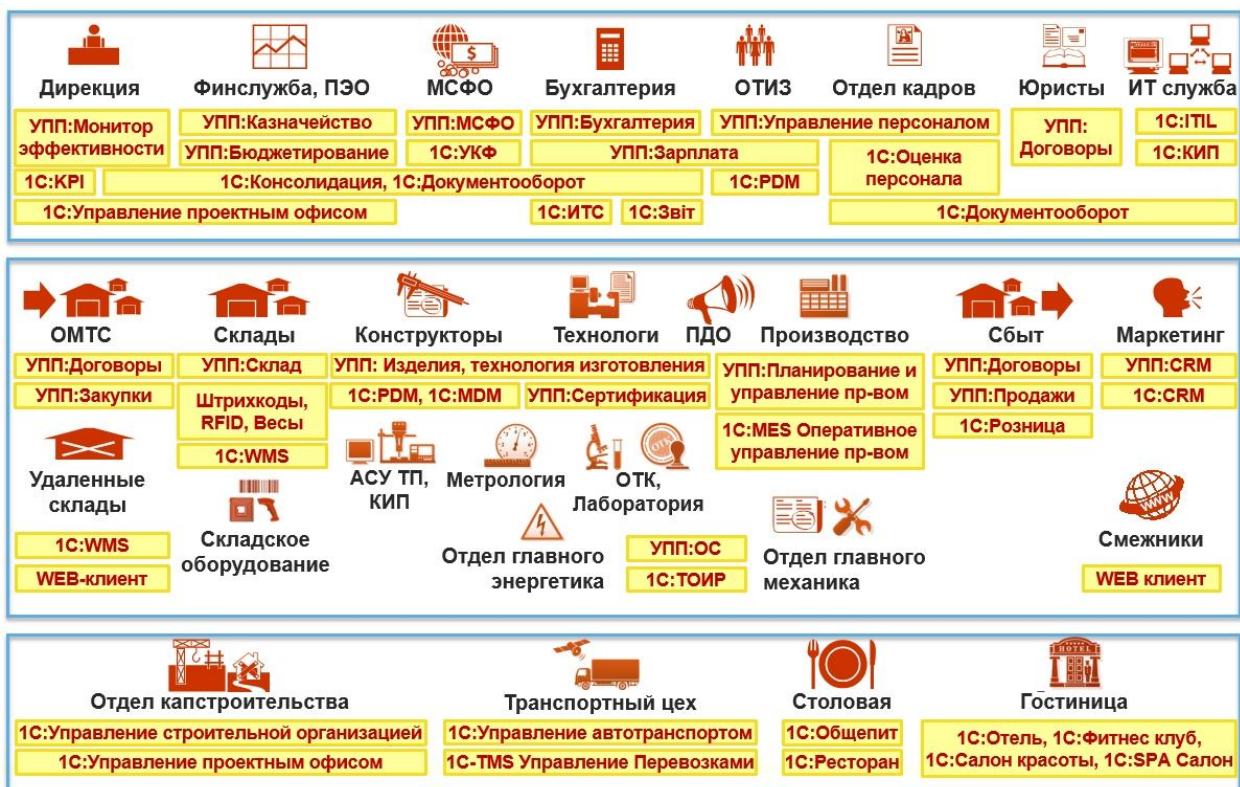 Дирекция
Финслужба, ПЭО
МСФО
Бухгалтерия
ОТИЗ
Отдел кадров
Юристы
ИТ служба
УПП:Монитор
эффективности
УПП:Казначейство
УПП:МСФО
УПП:Бухгалтерия
УПП:Управление персоналом
УПП:
Договоры
1С:ITIL
УПП:Бюджетирование
1С:УКФ
УПП:Зарплата
1С:Оценка
персонала
1С:КИП
1С:KPI
1С:Консолидация, 1С:Документооборот
1С:PDM
1С:Управление проектным офисом
1С:ИТС
1С:Звіт
1С:Документооборот
ОМТС
Склады
Конструкторы
Технологи
ПДО
Производство
Сбыт
Маркетинг
УПП:Договоры
УПП:Склад
УПП: Изделия, технология изготовления
УПП:Планирование и
управление пр-вом
УПП:Договоры
УПП:CRM
УПП:Закупки
Штрихкоды,
RFID, Весы
1С:PDM, 1С:MDM
УПП:Сертификация
УПП:Продажи
1С:CRM
1С:MES Оперативное
управление пр-вом
1С:Розница
1С:WMS
Удаленные
склады
АСУ ТП,
КИП
Метрология
ОТК
ОТК,
Лаборатория
WWW
Складское
оборудование
1С:WMS
WEB-клиент
Отдел главного
энергетика
УПП:ОС
1С:ТОИР
Отдел главного
механика
Смежники
WEB клиент
HOTEL
Отдел капстроительства
Транспортный цех
Столовая
Гостиница
1С:Управление строительной организацией
1С:Управление автотранспортом
1С:Общепит
1С:Отель, 1С:Фитнес клуб,
1С:Салон красоты, 1С:SPA Салон
1С:Управление проектным офисом
1С-TMS Управление Перевозками
1С:Ресторан